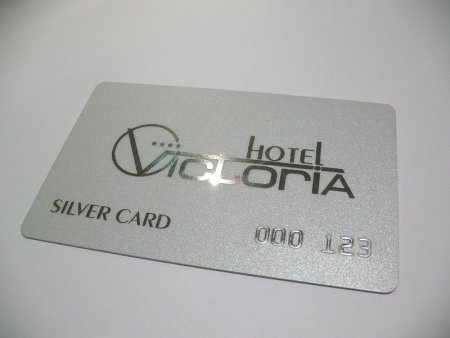 HOTEL
VICTORIA
SILVER CARD
000 123